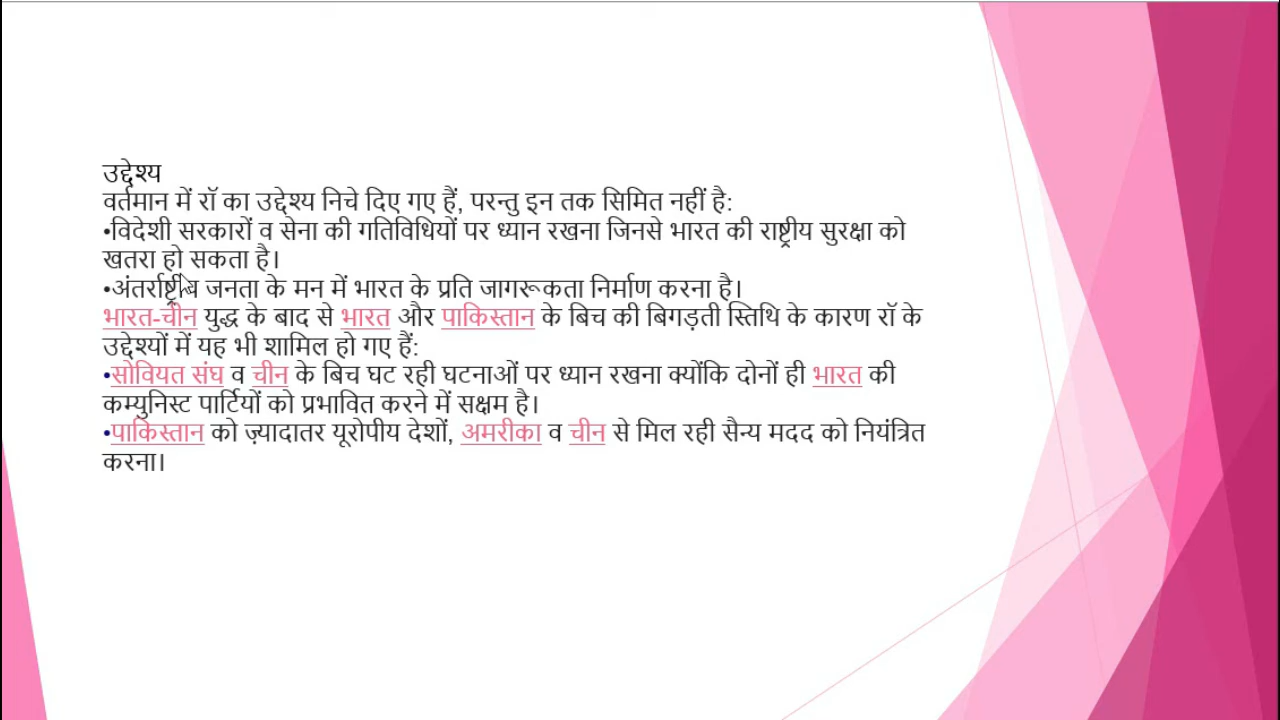 उद्देश्य
वर्तमान में रॉ का उद्देश्य निचे दिए गए हैं, परन्तु इन तक सिमित नहीं है:
•विदेशी सरकारों व सेना की गतिविधियों पर ध्यान रखना जिनसे भारत की राष्ट्रीय सुरक्षा को
खतरा हो सकता है।
•अंतर्राष्ट्रीय जनता के मन में भारत के प्रति जागरूकता निर्माण करना है।
भारत-चीन युद्ध के बाद से भारत और पाकिस्तान के बिच की बिगड़ती स्तिथि के कारण रॉ के
उद्देश्यों में यह भी शामिल हो गए हैं:
•सोवियत संघ व चीन के बिच घट रही घटनाओं पर ध्यान रखना क्योंकि दोनों ही भारत की
कम्युनिस्ट पार्टियों को प्रभावित करने में सक्षम है।
•पाकिस्तान को ज़्यादातर यूरोपीय देशों, अमरीका व चीन से मिल रही सैन्य मदद को नियंत्रित
करना।